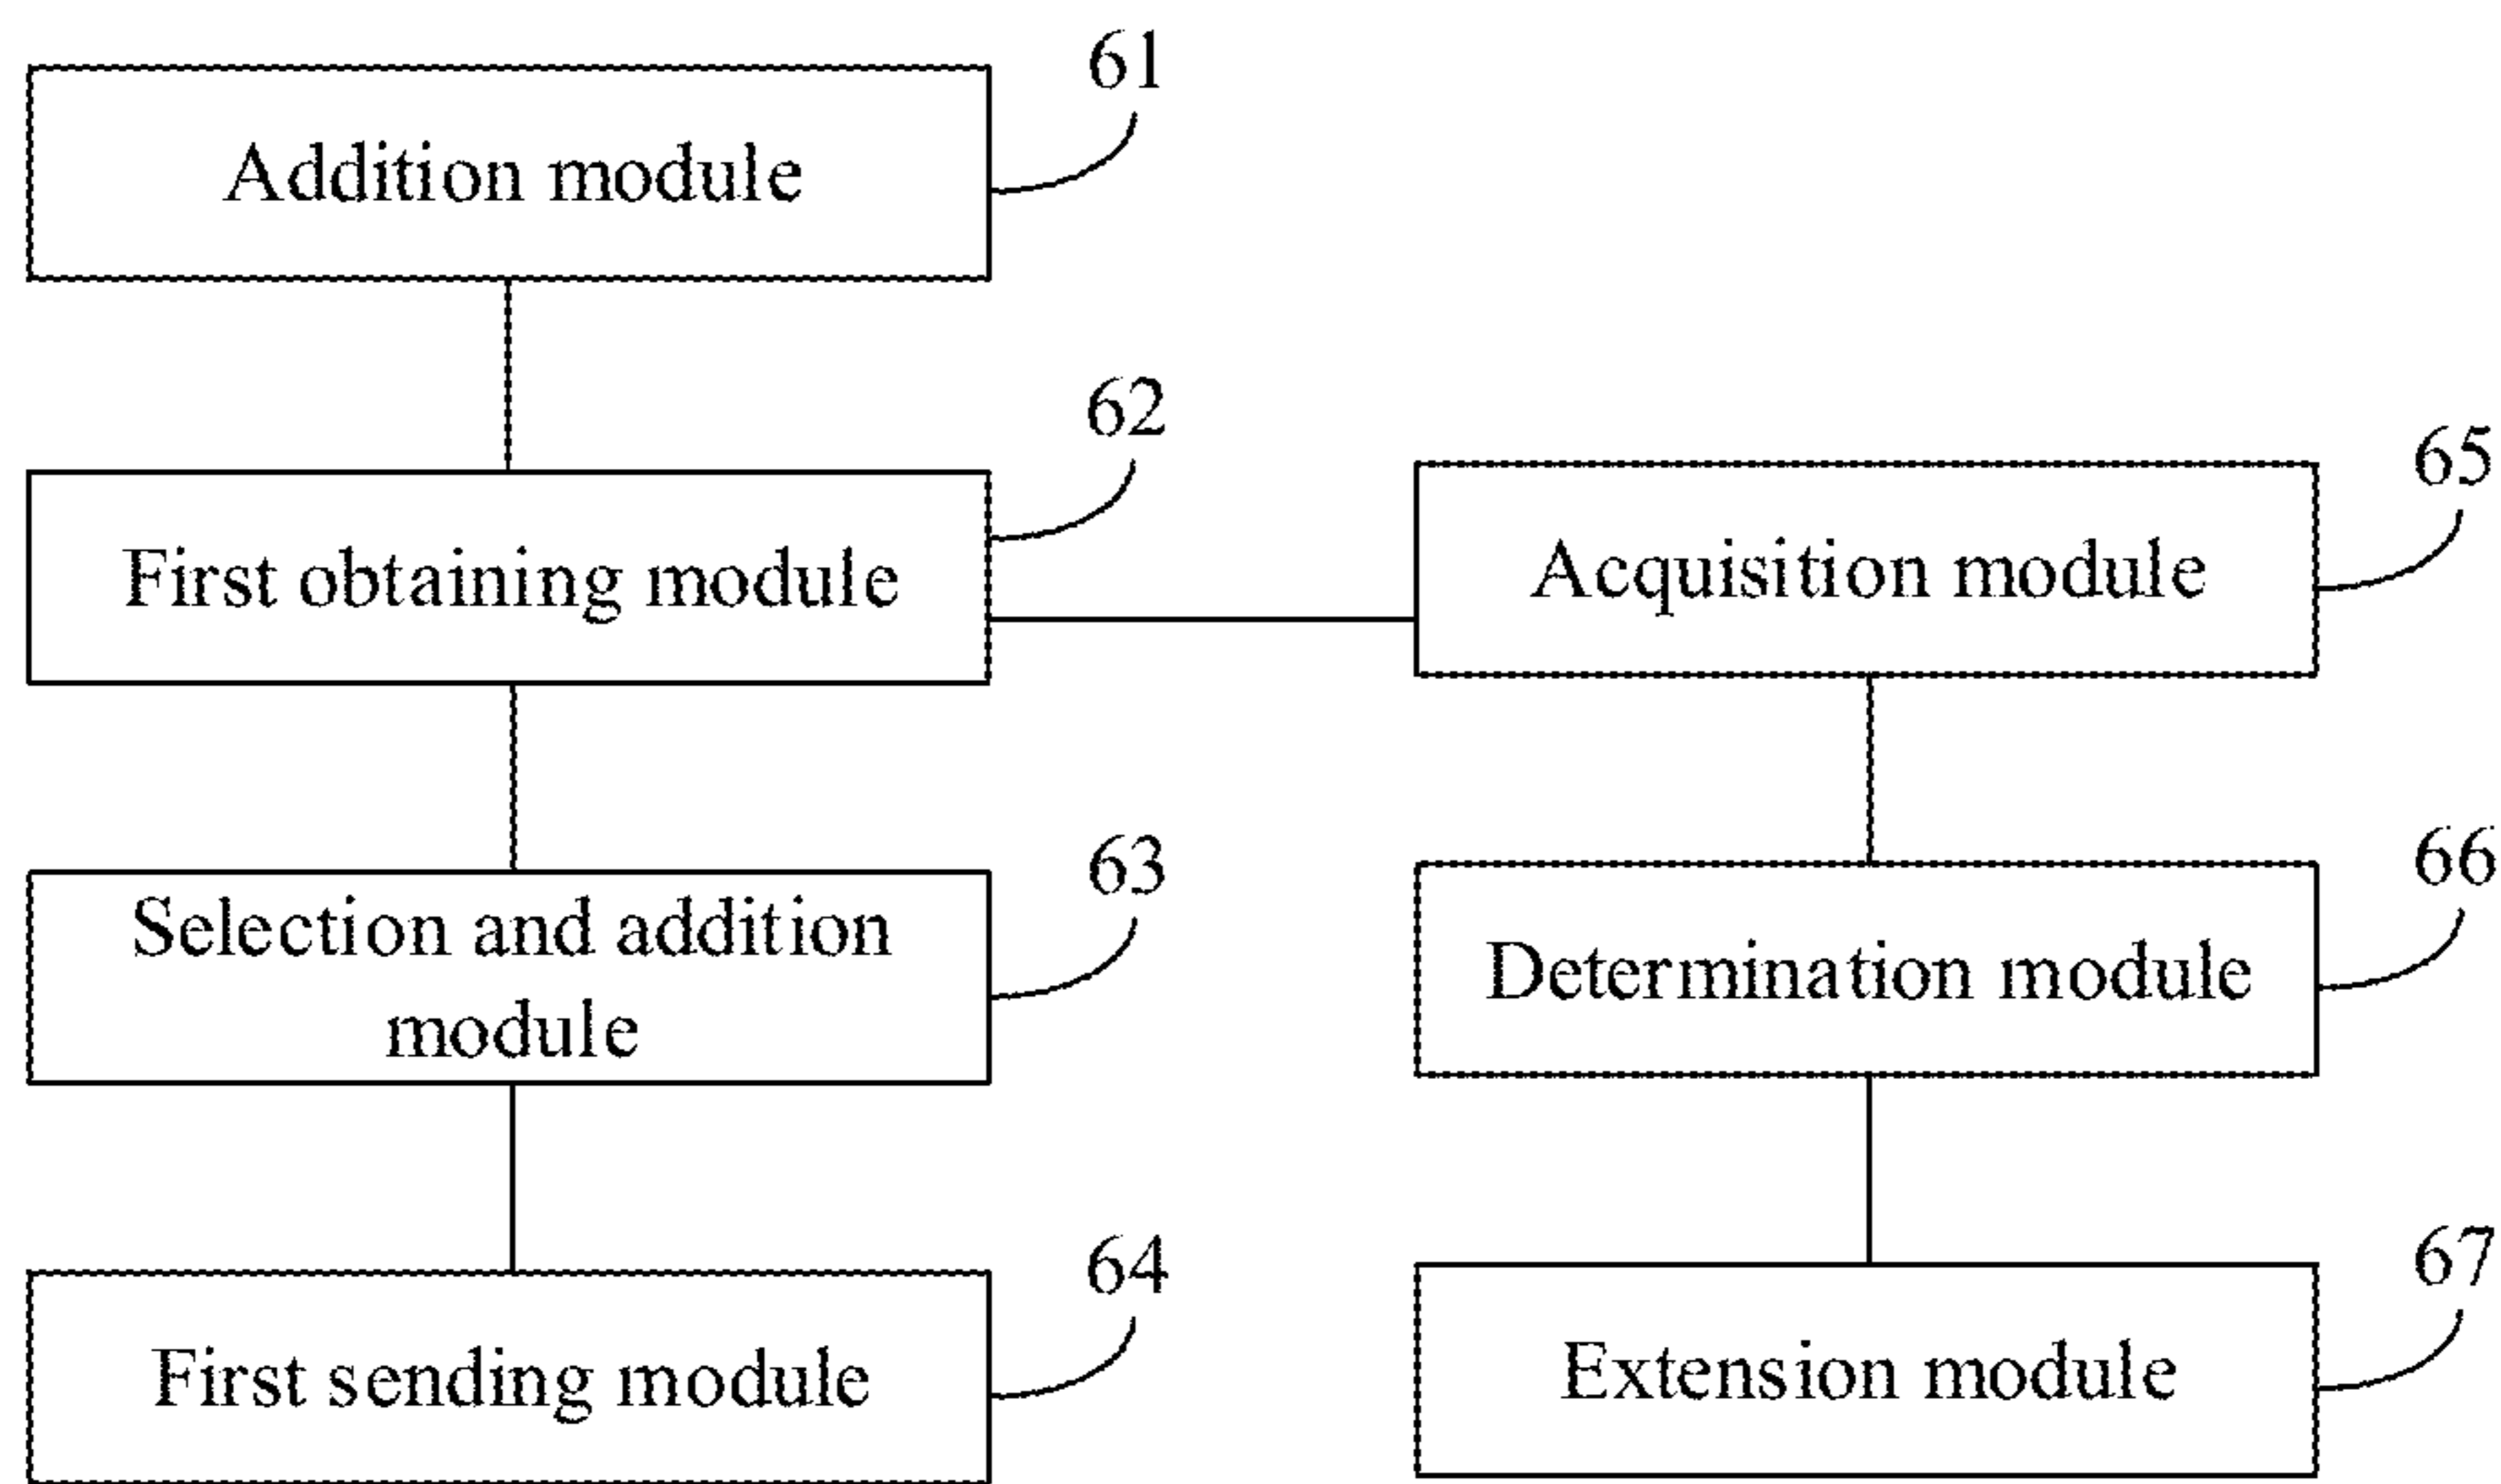 61
Addition module
62
First obtaining module
65
Acquisition module
63
Selection and addition
module
66
Determination module
64
First sending module
67
Extension module